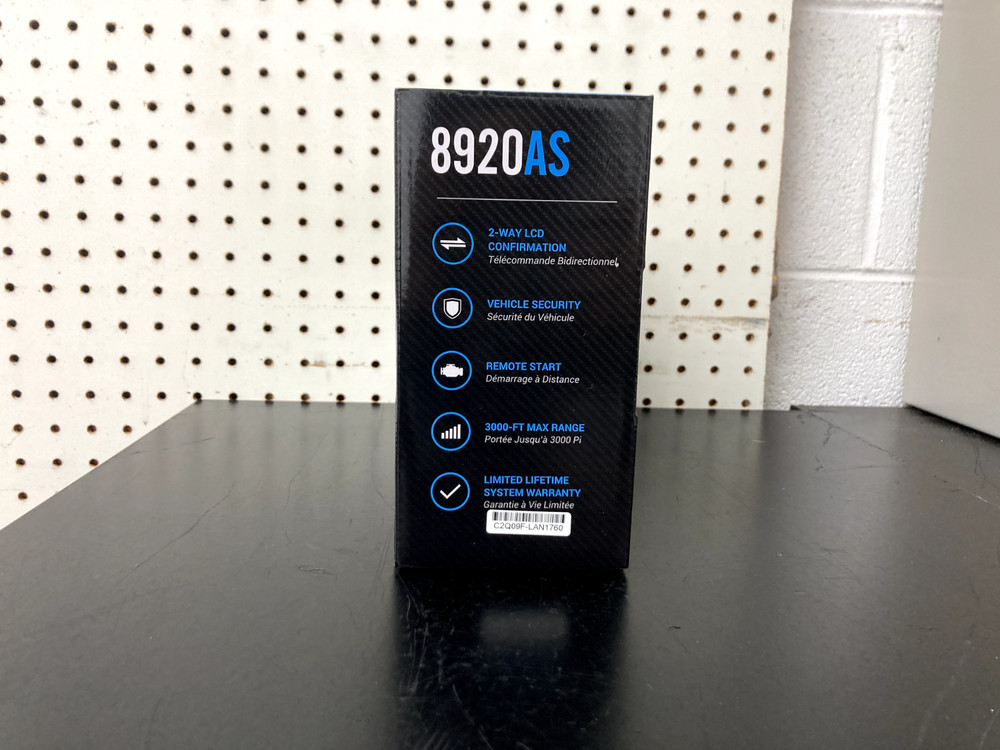 8920AS
2-WAY LCD
CONFIRMATION
Télécommande Bidirectionnel
VEHICLE SECURITY
Sécurité du Véhicule
REMOTE START
Démarrage à Distance
3000-FT MAX RANGE
Portée Jusqu'à 3000 Pi
LIMITED LIFETIME
SYSTEM WARRANTY
Garantie à Vie Limitée
C2Q09F-LAN1760